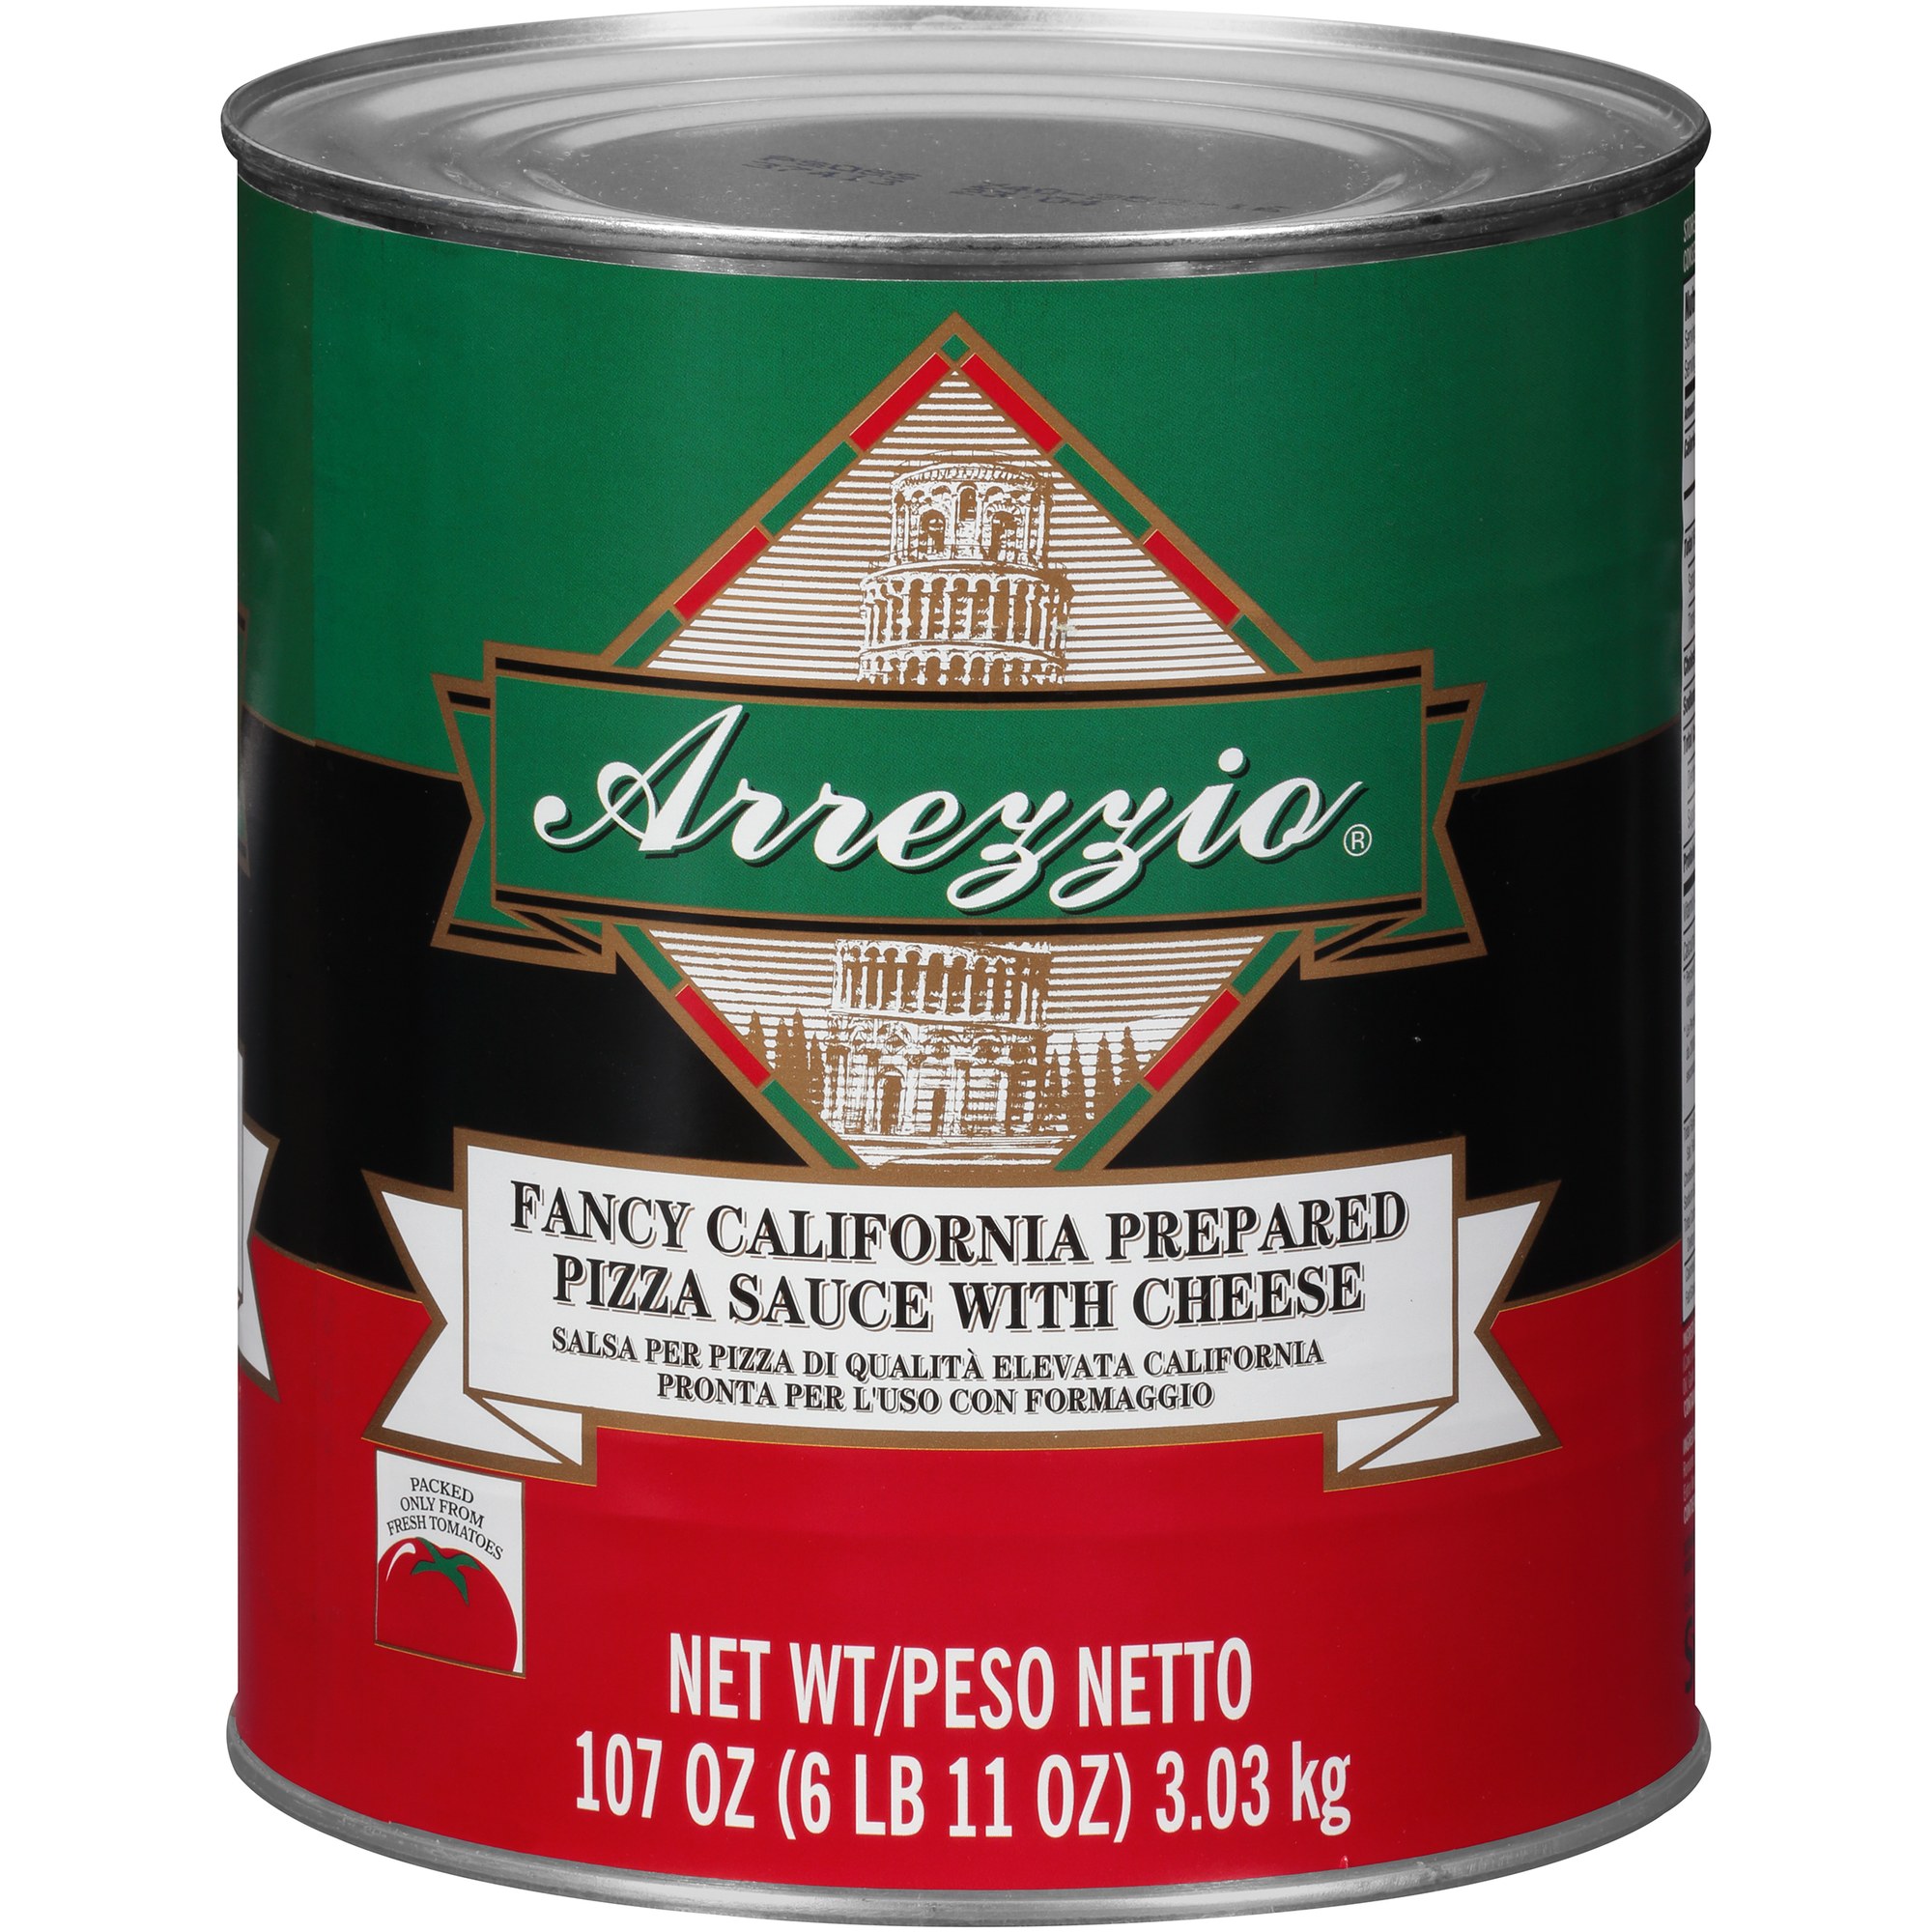 Arrezzio®
FANCY CALIFORNIA PREPARED
PIZZA SAUCE WITH CHEESE
SALSA PER PIZZA DI QUALITÀ ELEVATA CALIFORNIA
PRONTA PER L'USO CON FORMAGGIO
PACKED
ONLY FROM
FRESH TOMATOES
NET WT/PESO NETTO
107 OZ (6 LB 11 OZ) 3.03 kg